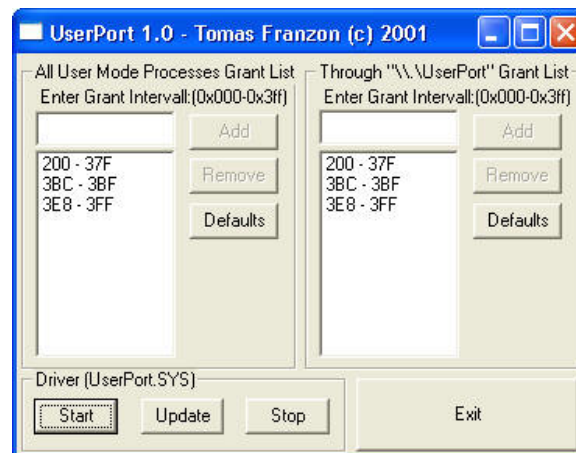 UserPort 1.0 - Tomas Franzon (c) 2001
All User Mode Processes Grant List
Enter Grant Intervall:(0x000-0x3ff)
Add
200 - 37F
3BC - 3BF
3E8 - 3FF
Remove
Defaults
Through "\\.\UserPort" Grant List
Enter Grant Intervall:(0x000-0x3ff)
Add
200 - 37F
3BC - 3BF
3E8 - 3FF
Remove
Defaults
Driver (UserPort.SYS)
Start
Update
Stop
Exit